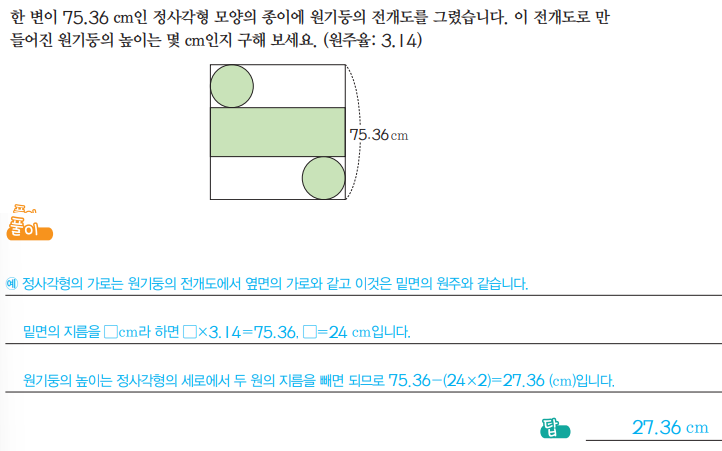 한 변이 75.36 cm인 정사각형 모양의 종이에 원기둥의 전개도를 그렸습니다. 이 전개도로 만
들어진 원기둥의 높이는 몇 cm인지 구해 보세요. (원주율: 3.14)
75.36 cm
풀이
예 정사각형의 가로는 원기둥의 전개도에서 옆면의 가로와 같고 이것은 밑면의 원주와 같습니다.
밑면의 지름을 □cm라 하면 □×3.14=75.36, □=24 cm입니다.
원기둥의 높이는 정사각형의 세로에서 두 원의 지름을 빼면 되므로 75.36-(24×2)=27.36 (cm)입니다.
답 27.36 cm